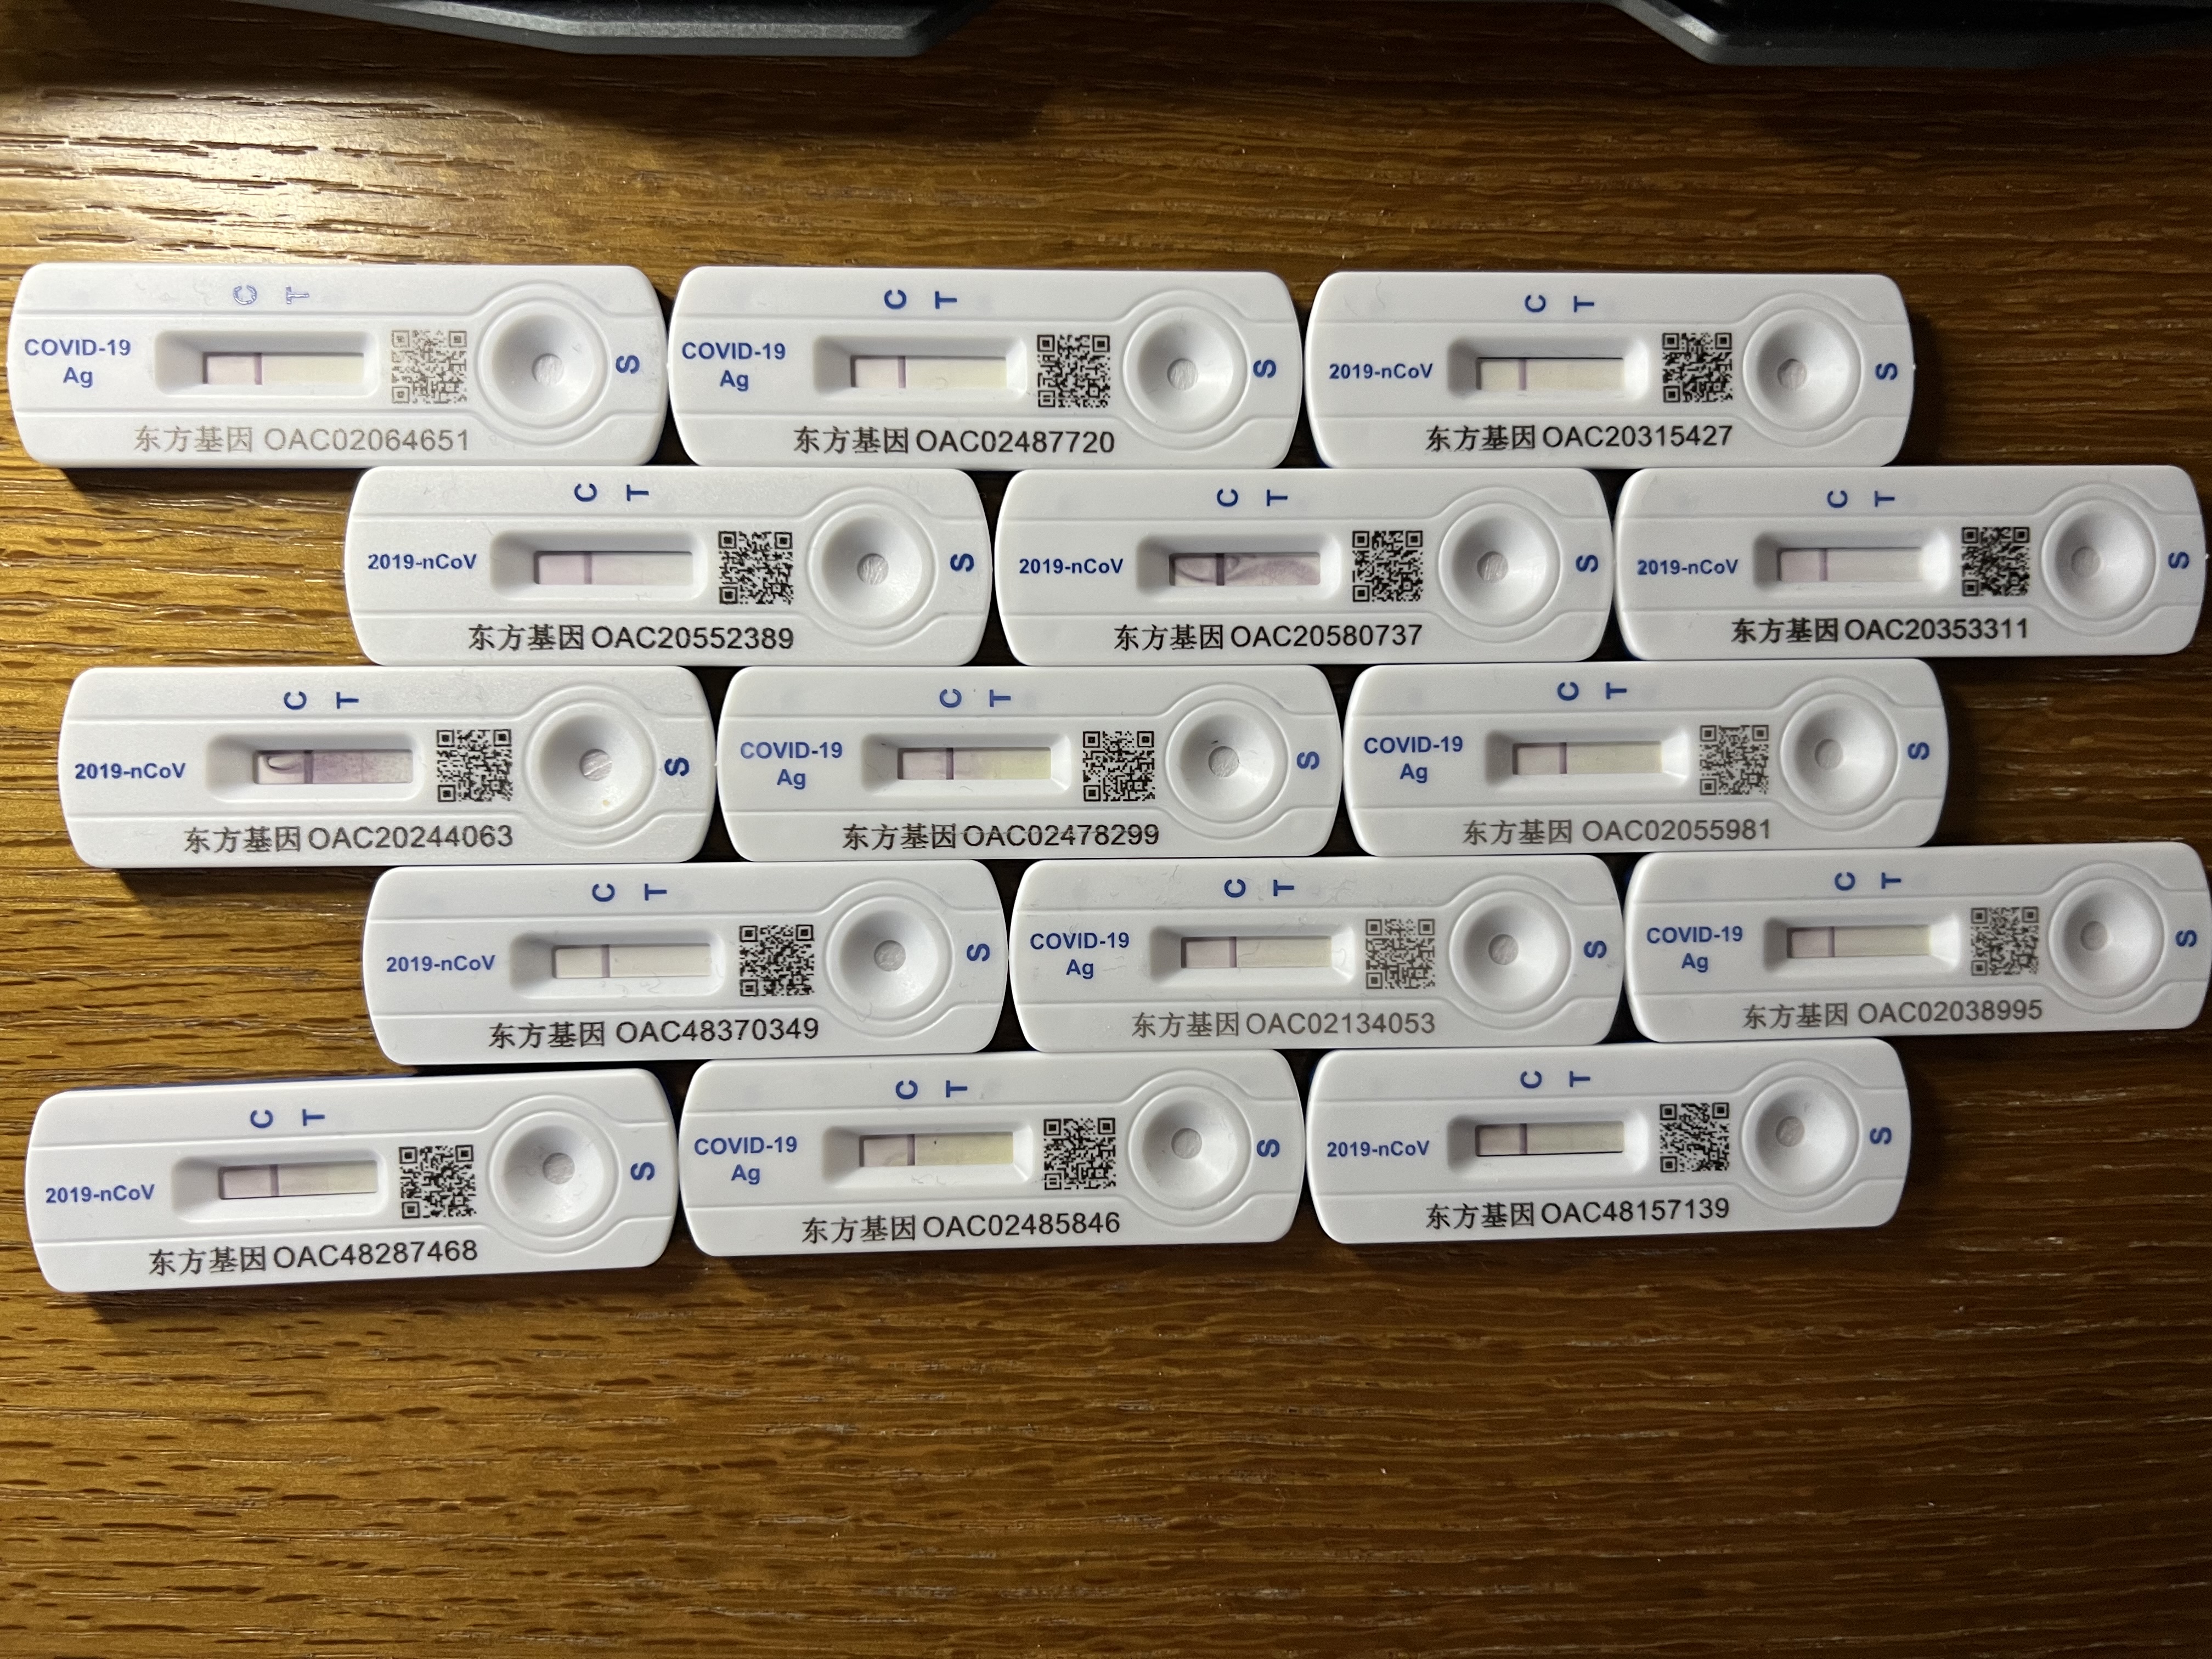 C T
COVID-19
Ag
S
东方基因 OAC02064651
C T
COVID-19
Ag
S
东方基因 OAC02487720
C T
2019-nCoV
S
东方基因 OAC20315427
C T
2019-nCoV
S
东方基因 OAC20552389
C T
2019-nCoV
S
东方基因 OAC20580737
C T
2019-nCoV
S
东方基因 OAC20353311
C T
2019-nCoV
S
东方基因 OAC20244063
C T
COVID-19
Ag
S
东方基因 OAC02478299
C T
COVID-19
Ag
S
东方基因 OAC02055981
C T
2019-nCoV
S
东方基因 OAC48370349
C T
COVID-19
Ag
S
东方基因 OAC02134053
C T
COVID-19
Ag
S
东方基因 OAC02038995
C T
2019-nCoV
S
东方基因 OAC48287468
C T
COVID-19
Ag
S
东方基因 OAC02485846
C T
2019-nCoV
S
东方基因 OAC48157139